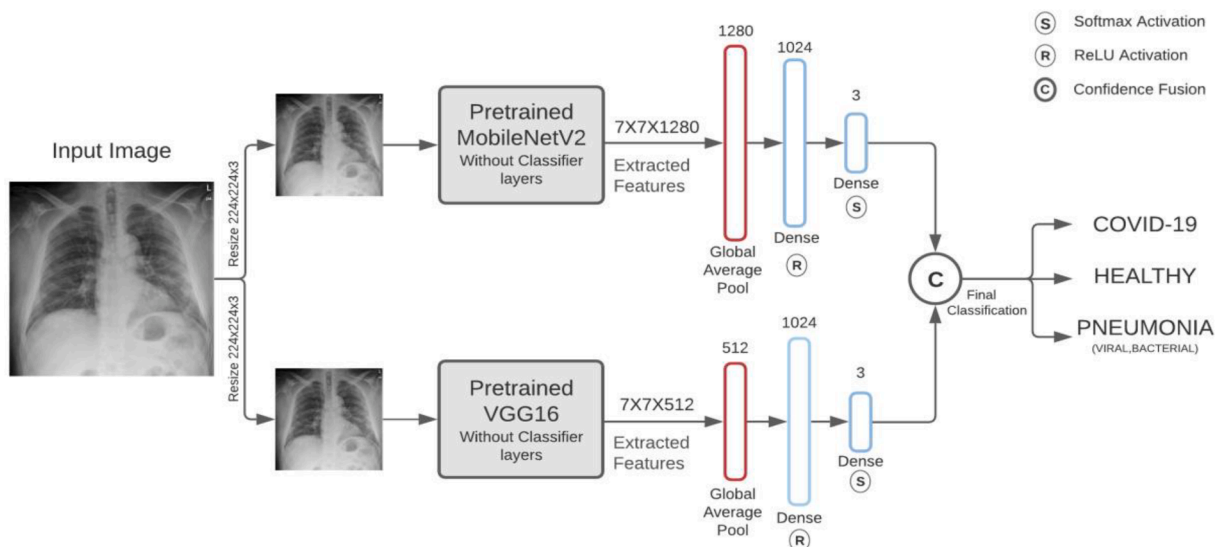 S Softmax Activation
R ReLU Activation
C Confidence Fusion
Input Image
Resize 224x224x3
Pretrained
MobileNetV2
Without Classifier
layers
7X7X1280
Extracted
Features
1280
Global
Average
Pool
1024
Dense
R
3
Dense
S
Resize 224x224x3
Pretrained
VGG16
Without Classifier
layers
7X7X512
Extracted
Features
512
Global
Average
Pool
1024
Dense
R
3
Dense
S
C
Final
Classification
COVID-19
HEALTHY
PNEUMONIA
(VIRAL,BACTERIAL)
L